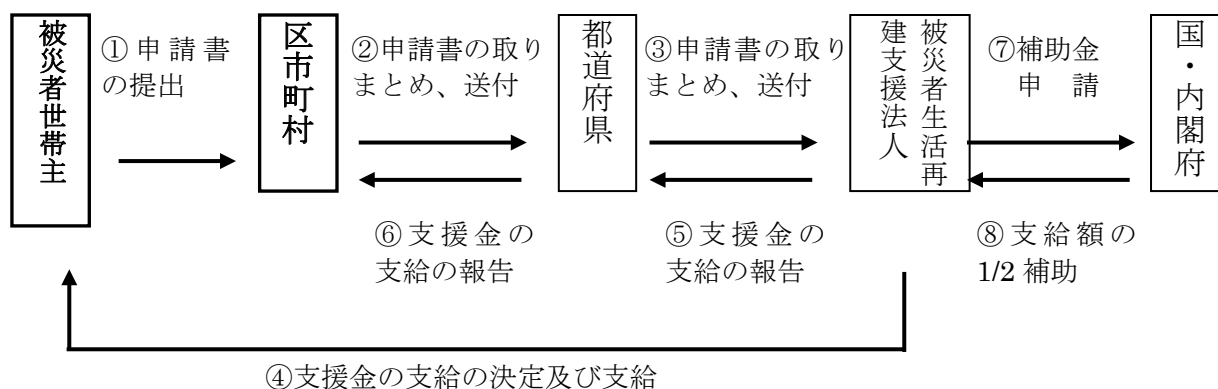 被災者世帯主
①申請書
の提出
区市町村
②申請書の取り
まとめ、送付
都道府県
③申請書の取り
まとめ、送付
被災者生活再
建支援法人
⑦補助金
申請
国・内閣府
⑥支援金の
支給の報告
⑤支援金の
支給の報告
⑧支給額の
1/2 補助
④支援金の支給の決定及び支給